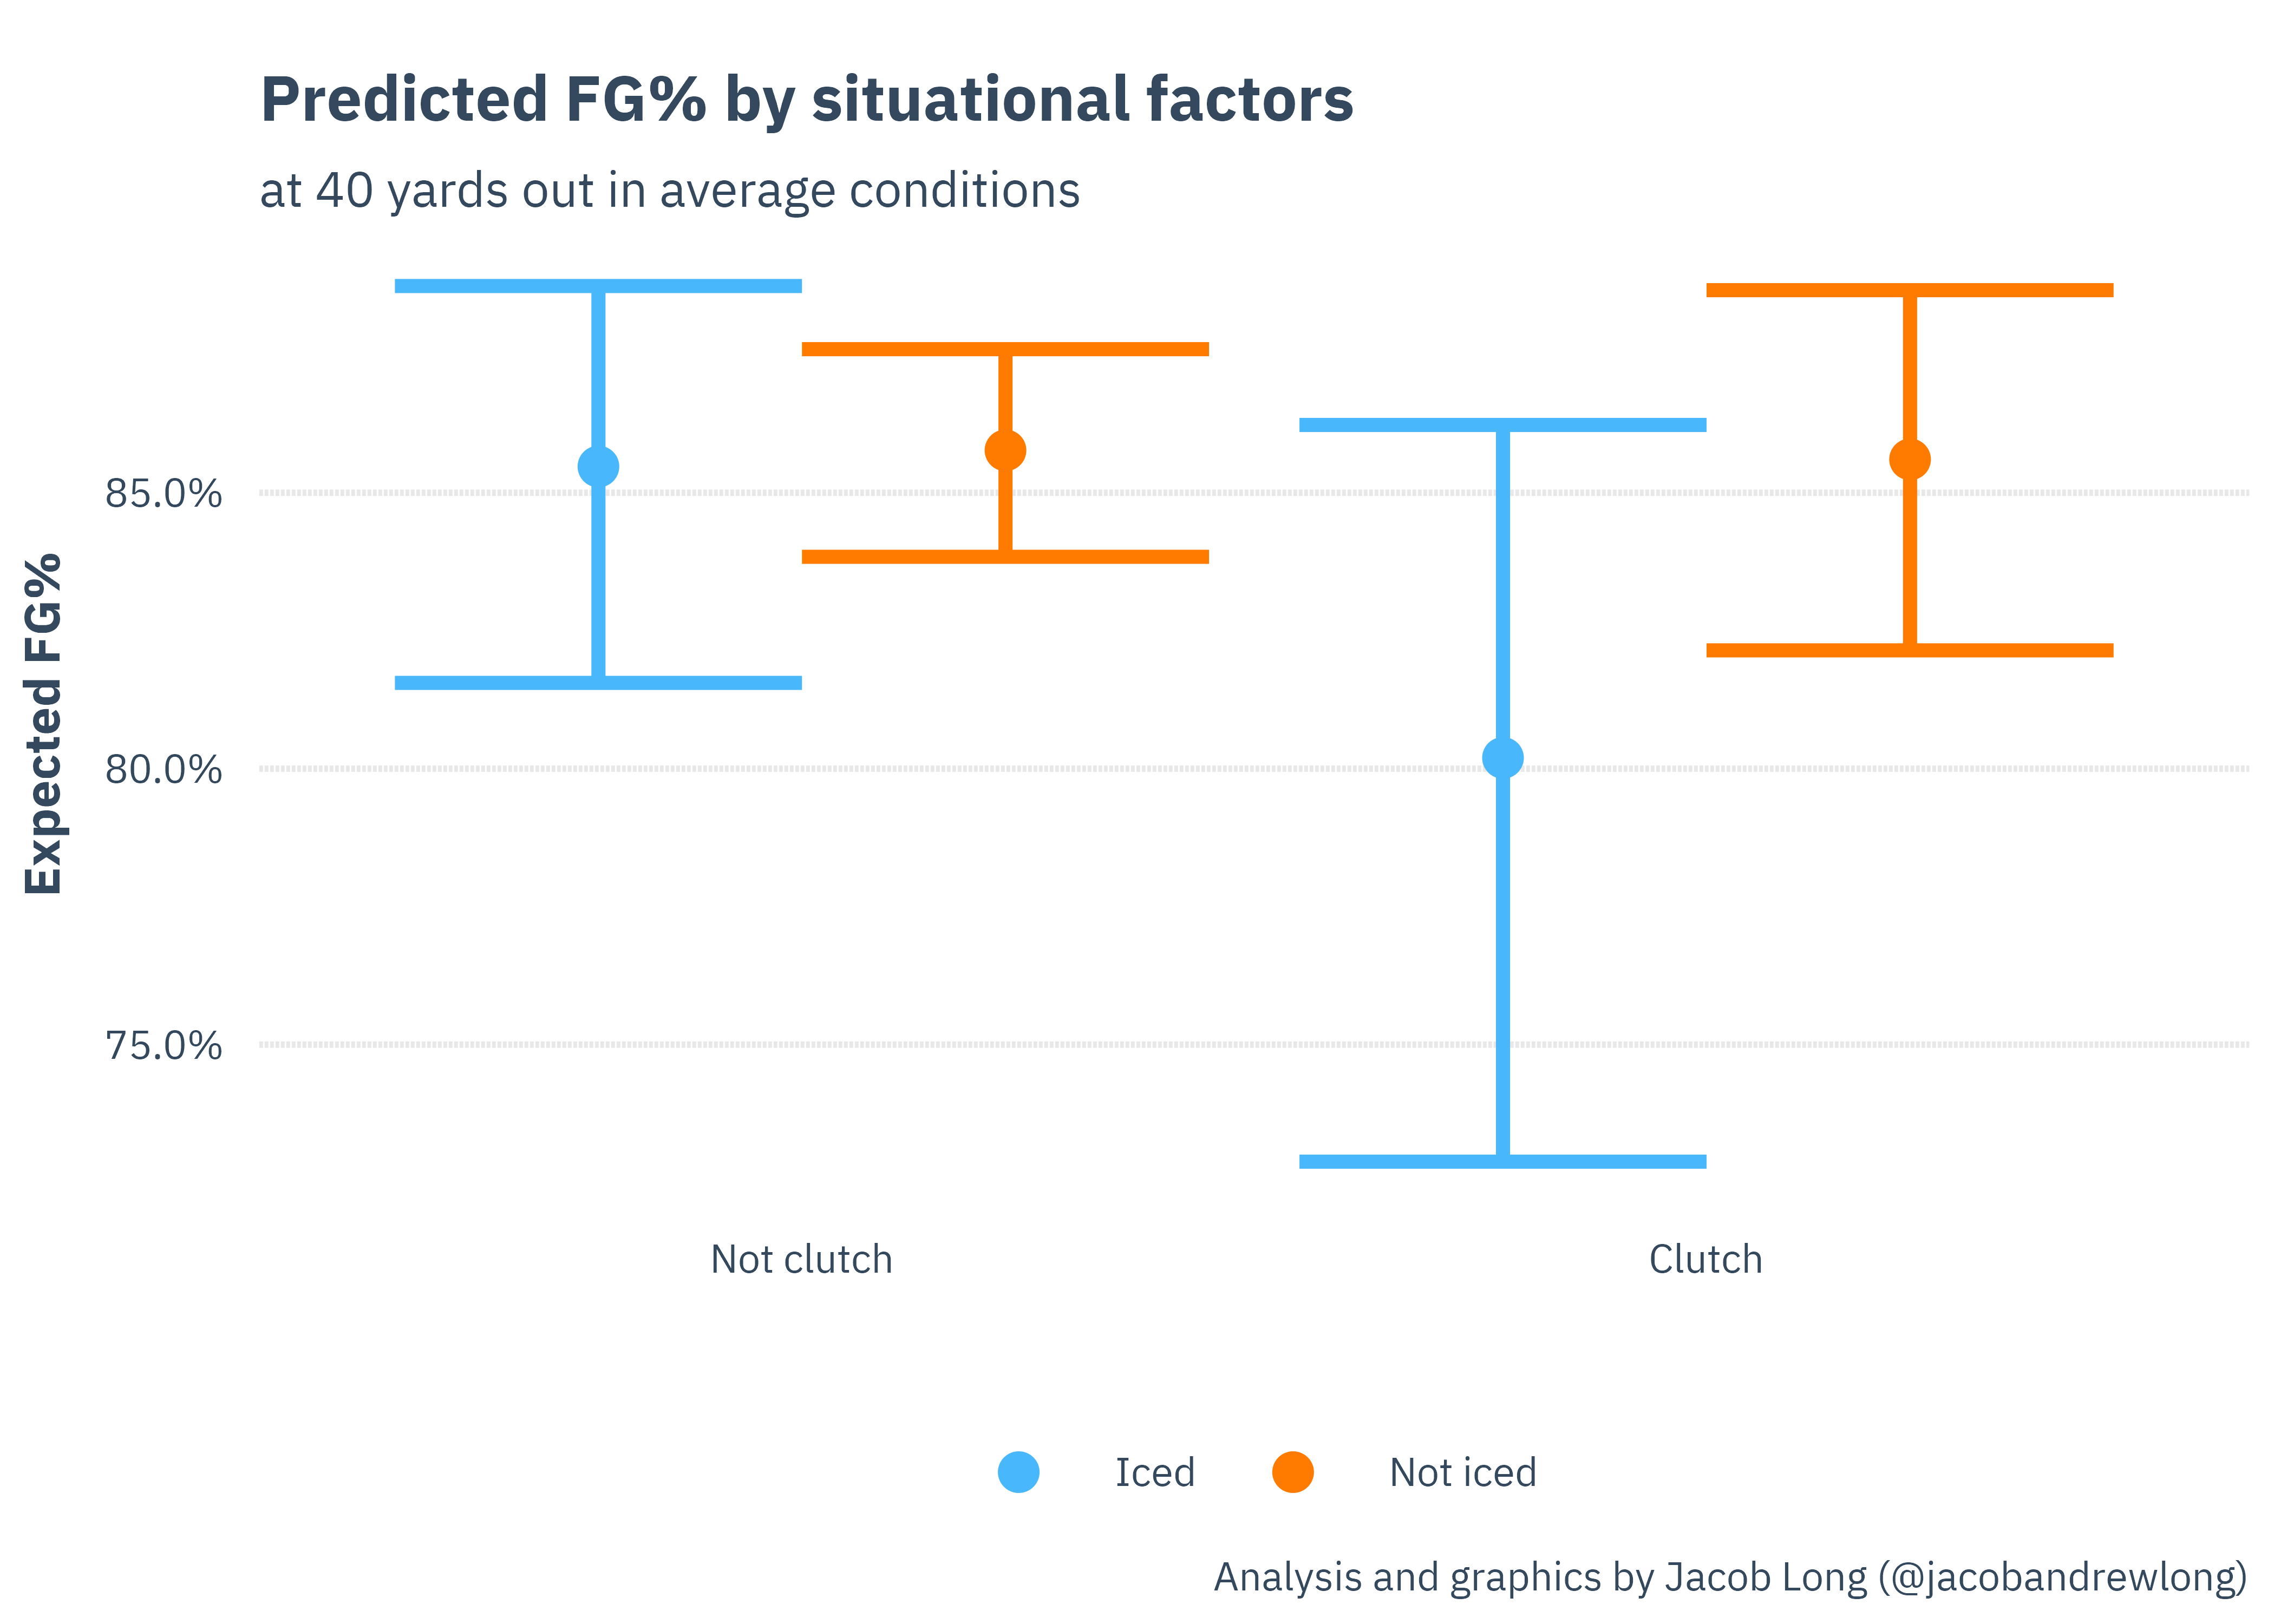 Predicted FG% by situational factors
at 40 yards out in average conditions
Expected FG%
85.0%
80.0%
75.0%
Not clutch
Clutch
Iced
Not iced
Analysis and graphics by Jacob Long (@jacobandrewlong)